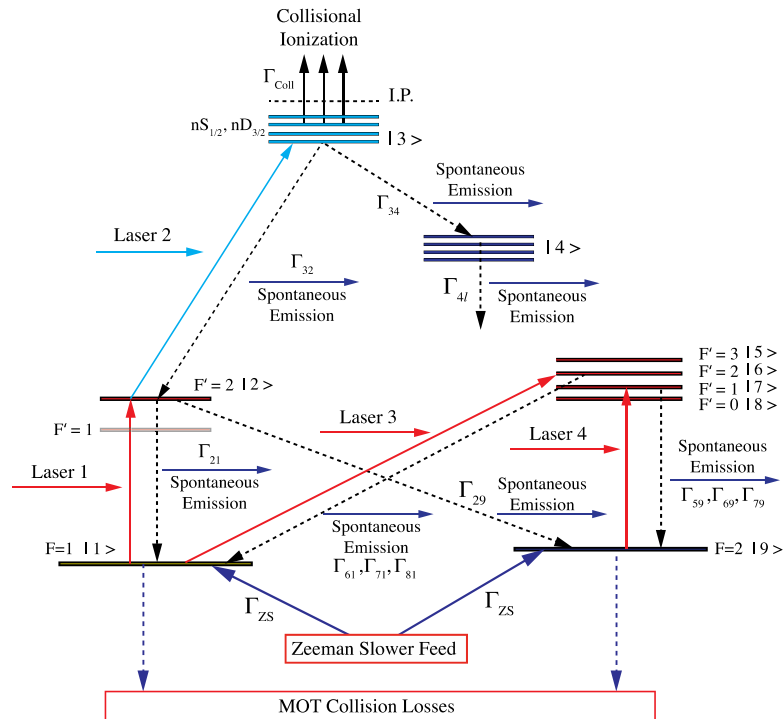 Collisional
Ionization
Γ_Coll
I.P.
nS_1/2, nD_3/2
| 3 >
Spontaneous
Emission
Γ_34
Laser 2
| 4 >
Γ_32
Spontaneous
Emission
Γ_4l
Spontaneous
Emission
F' = 3 | 5 >
F' = 2 | 6 >
F' = 1 | 7 >
F' = 0 | 8 >
F' = 2 | 2 >
F' = 1
Laser 3
Laser 4
Laser 1
Γ_21
Spontaneous
Emission
Γ_29
Spontaneous
Emission
Spontaneous
Emission
Γ_59, Γ_69, Γ_79
Spontaneous
Emission
Γ_61, Γ_71, Γ_81
F=1 | 1 >
F=2 | 9 >
Γ_ZS
Γ_ZS
Zeeman Slower Feed
MOT Collision Losses